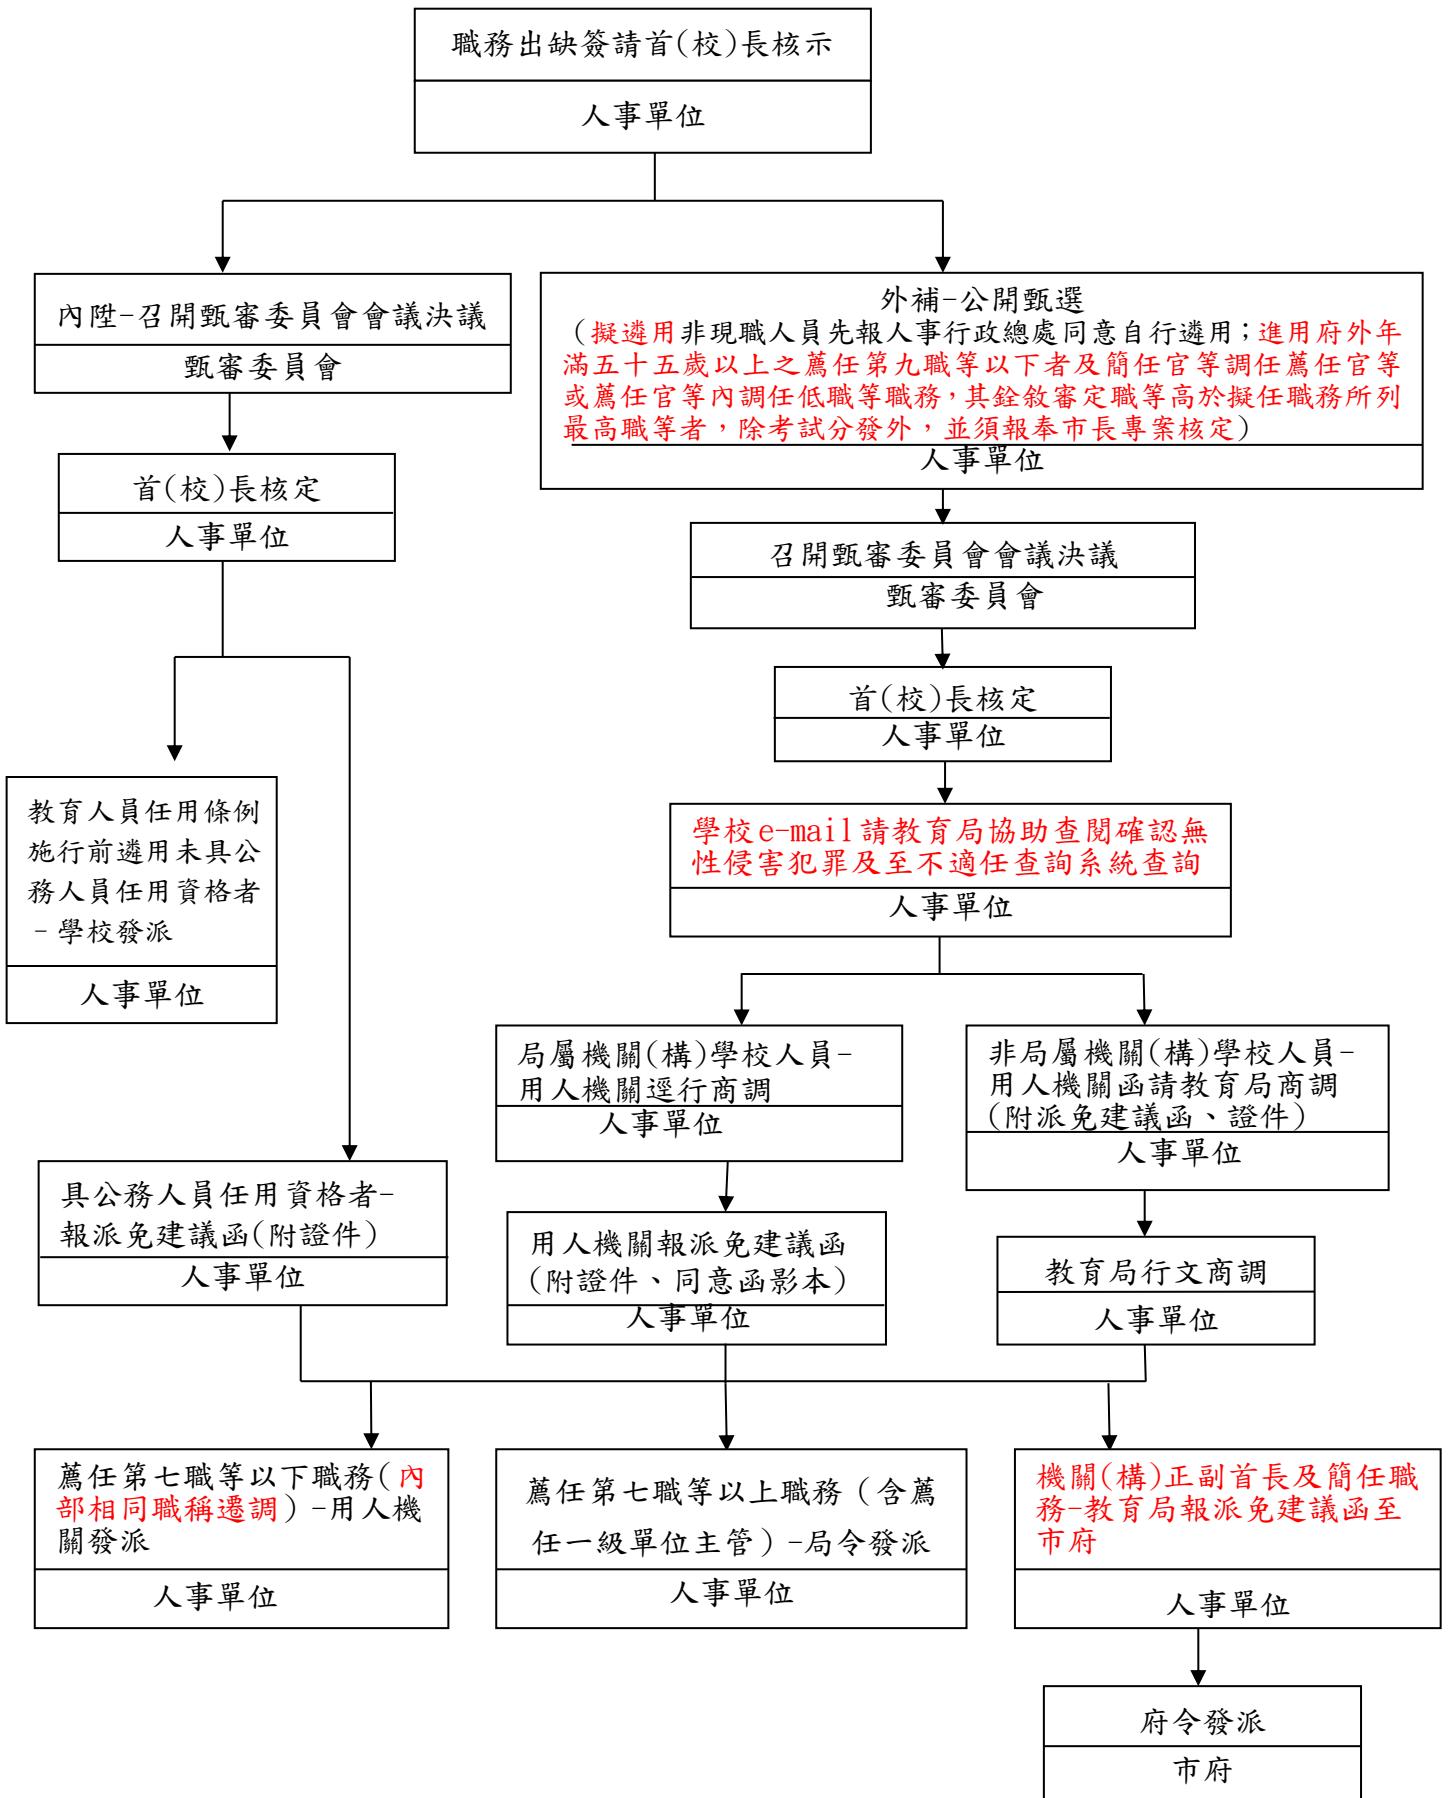 職務出缺簽請首(校)長核示
人事單位
內陞-召開甄審委員會會議決議
甄審委員會
首(校)長核定
人事單位
外補-公開甄選
(擬遴用非現職人員先報人事行政總處同意自行遴用;進用府外年
滿五十五歲以上之薦任第九職等以下者及簡任官等調任薦任官等
或薦任官等內調任低職等職務,其銓敘審定職等高於擬任職務所列
最高職等者,除考試分發外,並須報奉市長專案核定)
人事單位
召開甄審委員會會議決議
甄審委員會
首(校)長核定
人事單位
教育人員任用條例
施行前遴用未具公
務人員任用資格者
-學校發派
人事單位
學校e-mail請教育局協助查閱確認無
性侵害犯罪及至不適任查詢系統查詢
人事單位
局屬機關(構)學校人員-
用人機關逕行商調
人事單位
非局屬機關(構)學校人員-
用人機關函請教育局商調
(附派免建議函、證件)
人事單位
具公務人員任用資格者-
報派免建議函(附證件)
人事單位
用人機關報派免建議函
(附證件、同意函影本)
人事單位
教育局行文商調
人事單位
薦任第七職等以下職務(內
部相同職稱遷調)-用人機
關發派
人事單位
薦任第七職等以上職務(含薦
任一級單位主管)-局令發派
人事單位
機關(構)正副首長及簡任職
務-教育局報派免建議函至
市府
人事單位
府令發派
市府